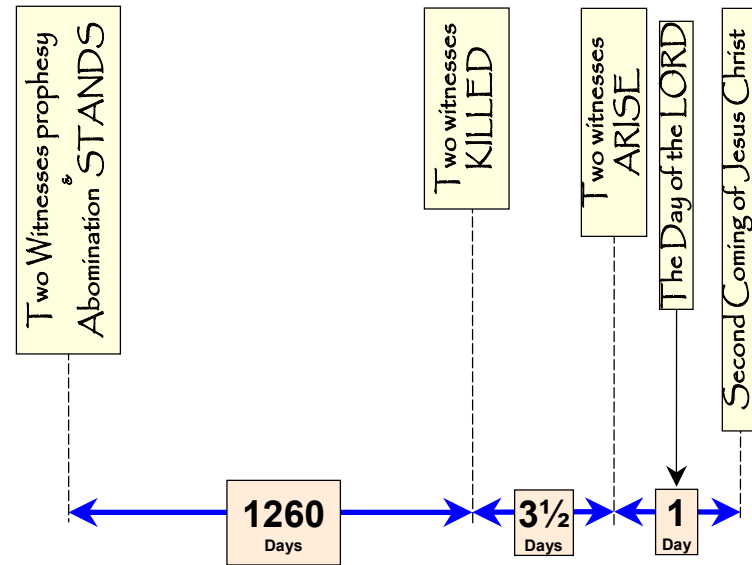 Two Witnesses prophesy
&
Abomination STANDS
Two witnesses
KILLED
Two witnesses
ARISE
The Day of the LORD
Second Coming of Jesus Christ
1260
Days
3½
Days
1
Day